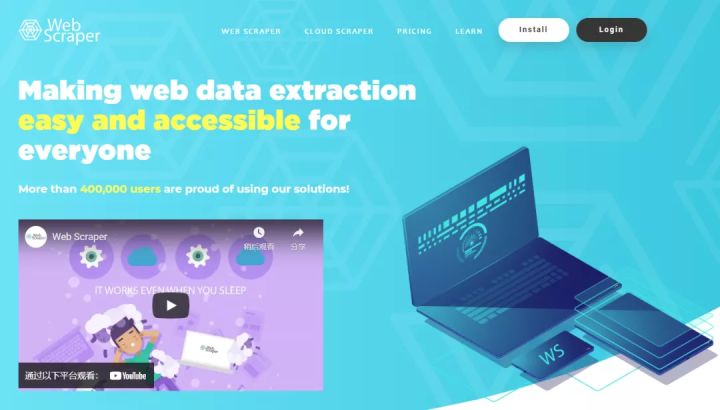 Web
Scraper
WEB SCRAPER CLOUD SCRAPER PRICING LEARN Install Login
Making web data extraction
easy and accessible for
everyone
More than 400,000 users are proud of using our solutions!
Web Scraper
稍后观看 分享
IT WORKS EVEN WHEN YOU SLEEP
通过以下平台观看： YouTube
WS